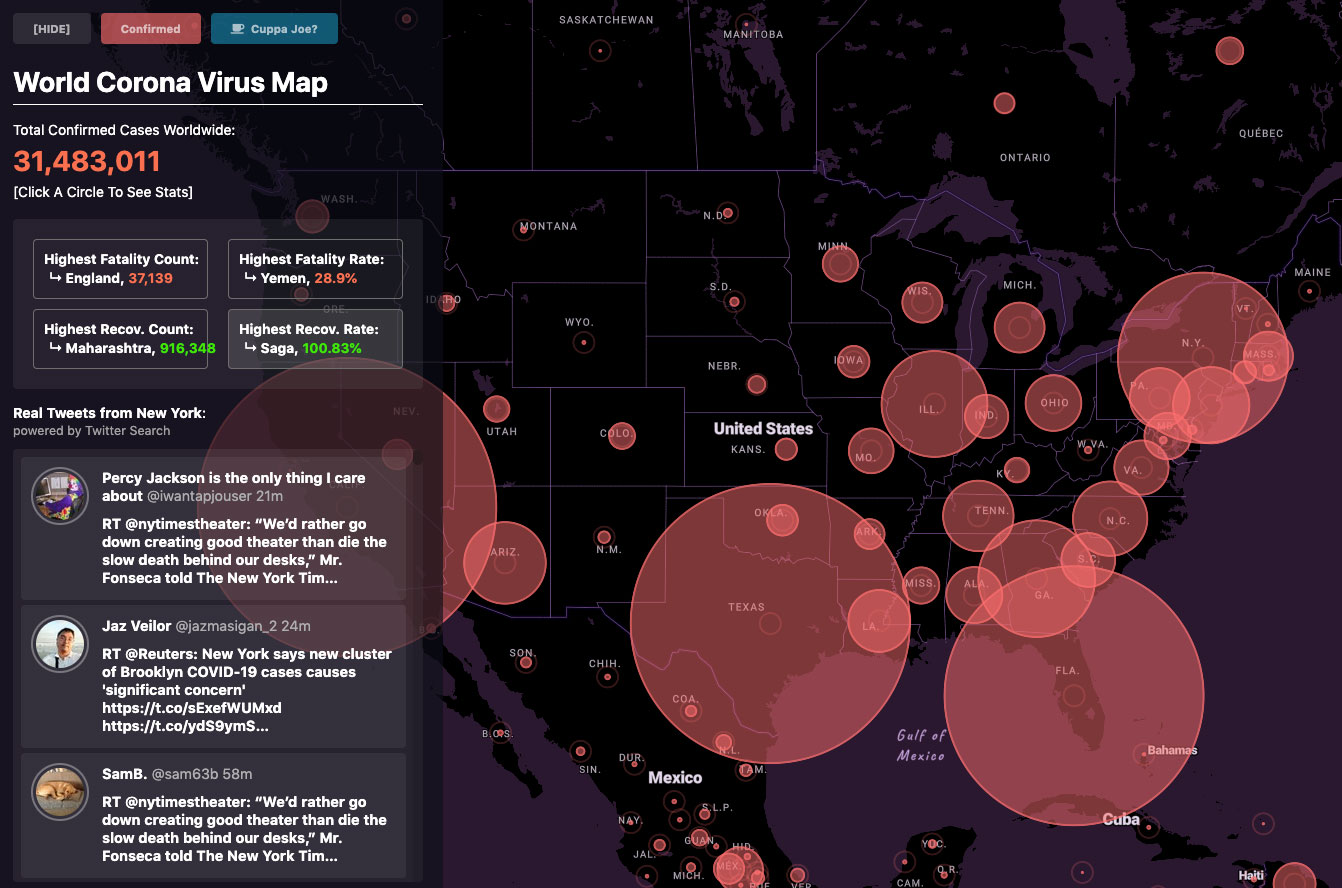 [HIDE]
Confirmed
Cuppa Joe?
World Corona Virus Map
Total Confirmed Cases Worldwide:
31,483,011
[Click A Circle To See Stats]
Highest Fatality Count:
↳ England, 37,139
Highest Fatality Rate:
↳ Yemen, 28.9%
Highest Recov. Count:
↳ Maharashtra, 916,348
Highest Recov. Rate:
↳ Saga, 100.83%
Real Tweets from New York:
powered by Twitter Search
Percy Jackson is the only thing I care
about @iwantapjouser 21m
RT @nytimestheater: “We’d rather go
down creating good theater than die the
slow death behind our desks,” Mr.
Fonseca told The New York Tim...
Jaz Veilor @jazmasigan_2 24m
RT @Reuters: New York says new cluster
of Brooklyn COVID-19 cases causes
'significant concern'
https://t.co/sExefWUMxd
https://t.co/ydS9ymS...
SamB. @sam63b 58m
RT @nytimestheater: “We’d rather go
down creating good theater than die the
slow death behind our desks,” Mr.
Fonseca told The New York Tim...
SASKATCHEWAN
MANITOBA
ONTARIO
QUÉBEC
WASH.
MONTANA
N.D.
MINN.
MAINE
IDAHO
ORE.
S.D.
WIS.
MICH.
VT.
WYO.
N.Y.
MASS.
NEBR.
IOWA
PA.
NEV.
UTAH
COLO.
United States
KANS.
MO.
ILL.
IND.
OHIO
MD.
W.VA.
VA.
KY.
ARIZ.
N.M.
OKLA.
ARK.
TENN.
N.C.
MISS.
ALA.
GA.
S.C.
TEXAS
LA.
FLA.
SON.
CHIH.
COA.
B.C.S.
SIN.
DUR.
N.L.
TAM.
Gulf of
Mexico
Bahamas
Mexico
S.L.P.
NAY.
Cuba
JAL.
GUAN.
HID.
MEX.
MICH.
PUE.
VER.
YUC.
Q.R.
CAM.
Haiti